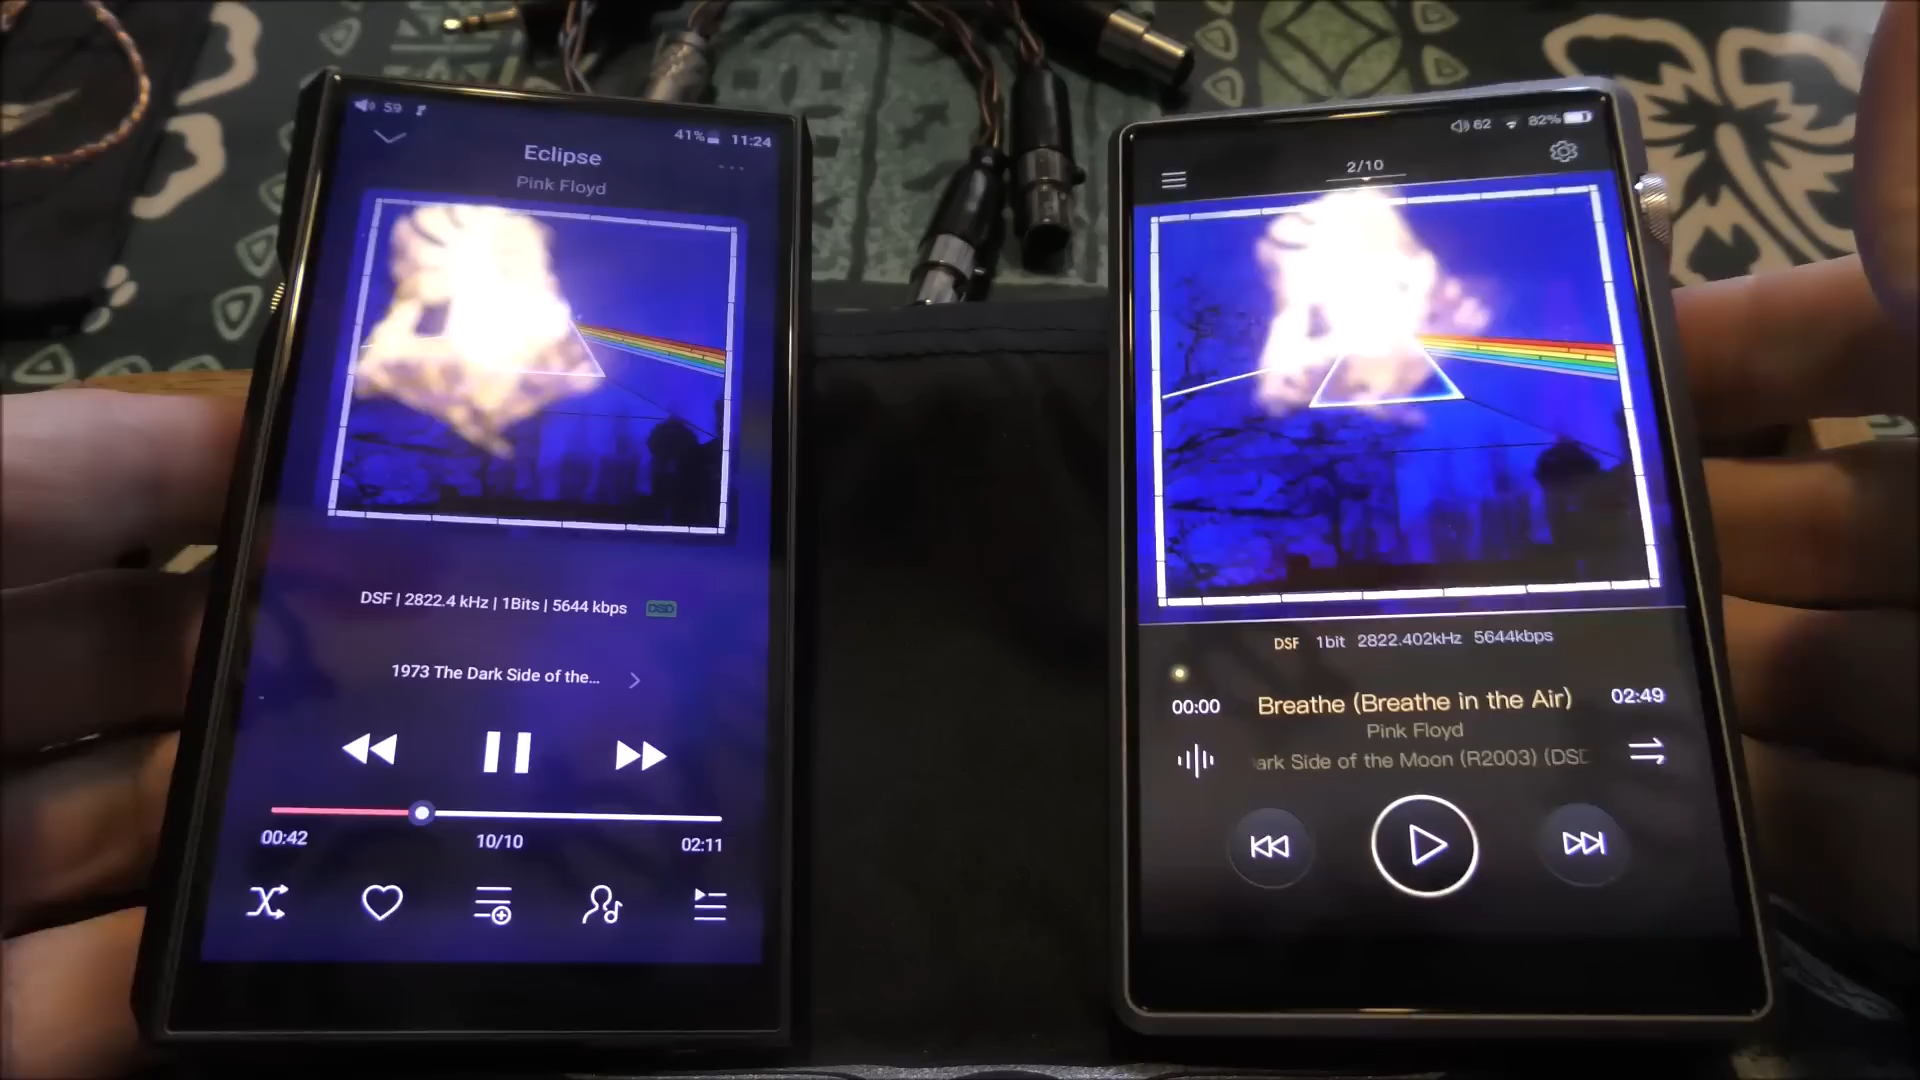 59
41% 11:24
Eclipse
Pink Floyd
DSF | 2822.4 kHz | 1Bits | 5644 kbps DSD
1973 The Dark Side of the...
00:42 10/10 02:11
62 82%
2/10
DSF 1bit 2822.402kHz 5644kbps
00:00 Breathe (Breathe in the Air) 02:49
Pink Floyd
ark Side of the Moon (R2003) (DSD